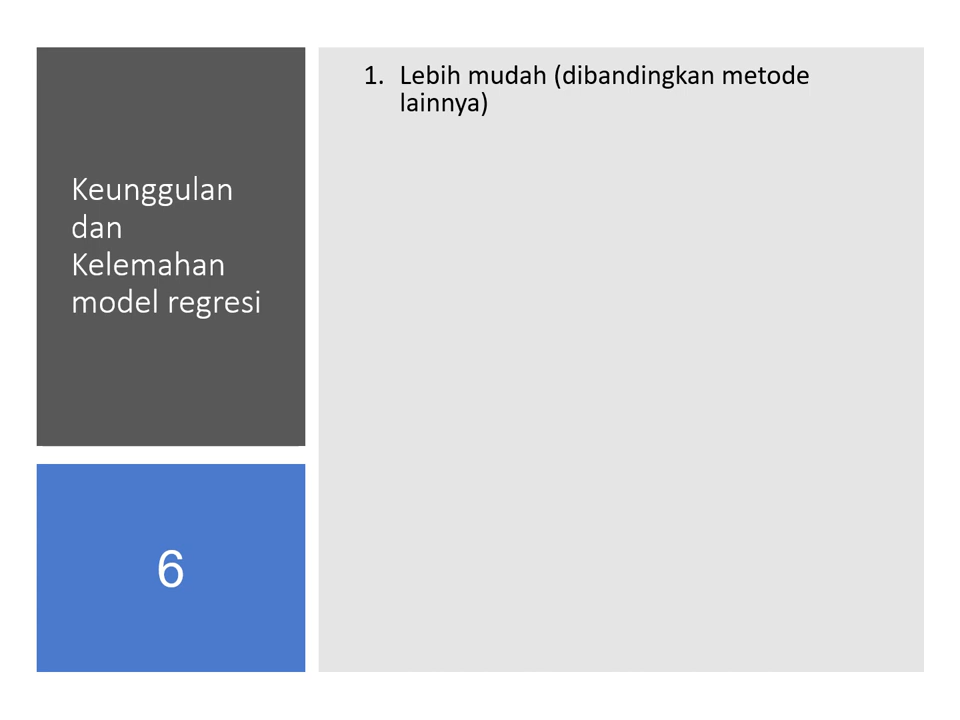 Keunggulan
dan
Kelemahan
model regresi
6
1. Lebih mudah (dibandingkan metode
lainnya)